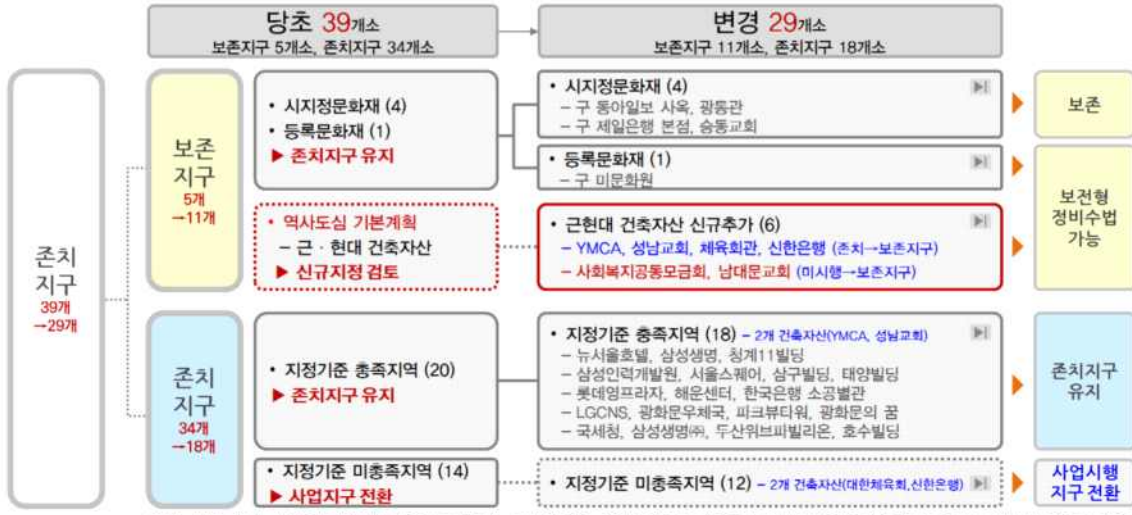 당초 39개소
보존지구 5개소, 존치지구 34개소
변경 29개소
보존지구 11개소, 존치지구 18개소
존치
지구
39개
→29개
보존
지구
5개
→11개
• 시지정문화재 (4)
• 등록문화재 (1)
▶ 존치지구 유지
• 시지정문화재 (4)
– 구 동아일보 사옥, 광통관
– 구 제일은행 본점, 승동교회
보존
• 등록문화재 (1)
– 구 미문화원
보전형
정비수법
가능
• 역사도심 기본계획
– 근 · 현대 건축자산
▶ 신규지정 검토
• 근현대 건축자산 신규추가 (6)
– YMCA, 성남교회, 체육회관, 신한은행 (존치→보존지구)
– 사회복지공동모금회, 남대문교회 (미시행→보존지구)
존치
지구
34개
→18개
• 지정기준 충족지역 (20)
▶ 존치지구 유지
• 지정기준 충족지역 (18) – 2개 건축자산(YMCA, 성남교회)
– 뉴서울호텔, 삼성생명, 청계11빌딩
– 삼성인력개발원, 서울스퀘어, 삼구빌딩, 태양빌딩
– 롯데영프라자, 해운센터, 한국은행 소공별관
– LGCNS, 광화문우체국, 파크뷰타워, 광화문의 꿈
– 국세청, 삼성생명㈜, 두산위브파빌리온, 호수빌딩
존치지구
유지
• 지정기준 미충족지역 (14)
▶ 사업지구 전환
• 지정기준 미충족지역 (12) – 2개 건축자산(대한체육회,신한은행)
사업시행
지구 전환